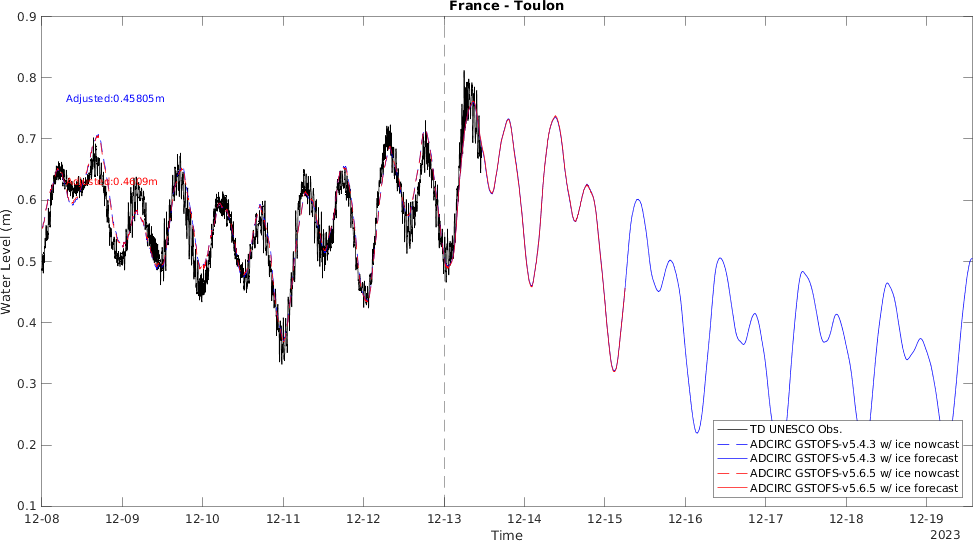 France - Toulon
0.9
0.8
0.7
0.6
0.5
0.4
0.3
0.2
0.1
Water Level (m)
Adjusted:0.45805m
Adjusted:0.4609m
TD UNESCO Obs.
ADCIRC GSTOFS-v5.4.3 w/ ice nowcast
ADCIRC GSTOFS-v5.4.3 w/ ice forecast
ADCIRC GSTOFS-v5.6.5 w/ ice nowcast
ADCIRC GSTOFS-v5.6.5 w/ ice forecast
12-08 12-09 12-10 12-11 12-12 12-13 12-14 12-15 12-16 12-17 12-18 12-19
Time
2023